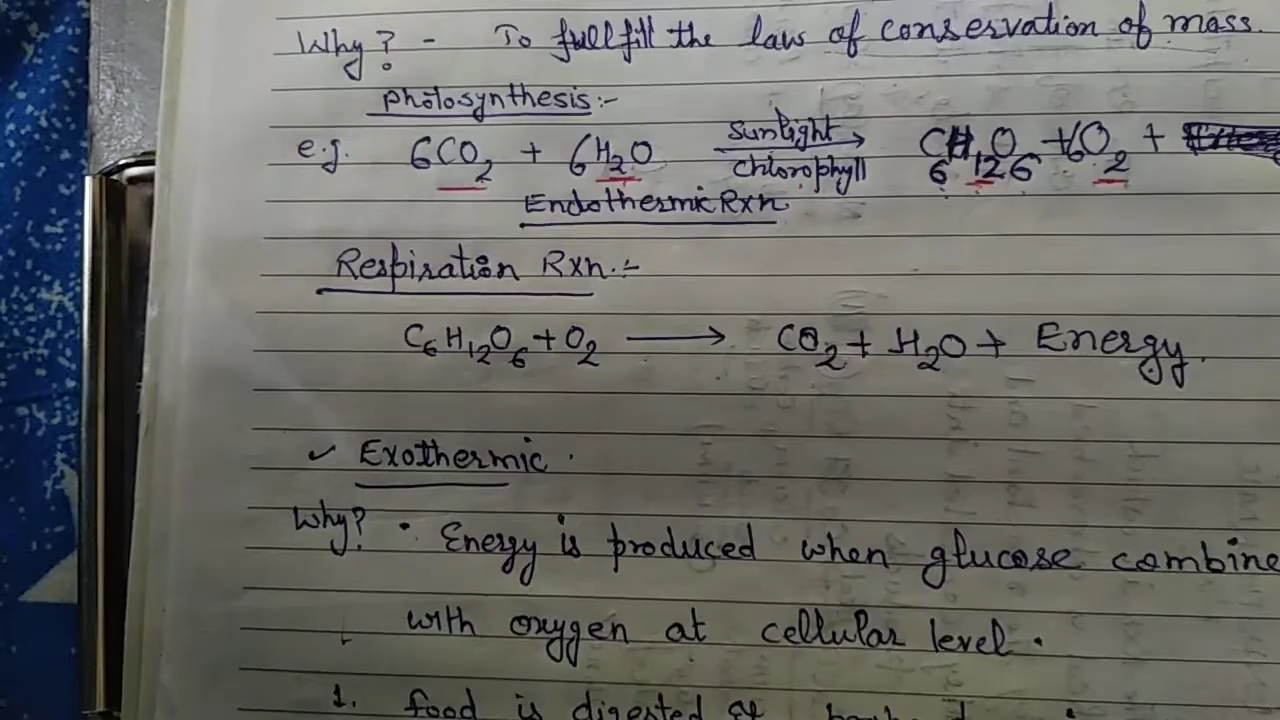 Why? - To fullfill the law of conservation of mass.
Photosynthesis:-
e.g. 6CO2 + 6H2O Sunlight → Chlorophyll C6H12O6 + 6O2 +
Endothermic Rxn.
Respiration Rxn.:-
C6H12O6 + O2 → CO2 + H2O + Energy.
✓ Exothermic.
Why? • Energy is produced when glucose combine
with oxygen at cellular level.
1. food is digested